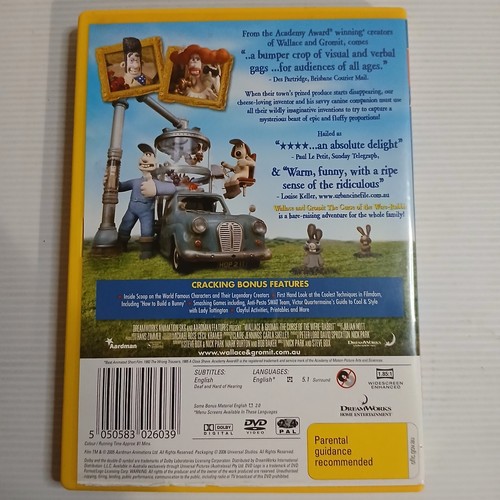 From the Academy Award® winning* creators
of Wallace and Gromit, comes
"..a bumper crop of visual and verbal
gags ...for audiences of all ages."
- Des Partridge, Brisbane Courier Mail.
When their town's prized produce starts disappearing, our
cheese-loving inventor and his savvy canine companion must use
all their wildly imaginative inventions to try to capture a
mysterious beast of epic and fluffy proportions!
Hailed as
"★★★★...an absolute delight"
- Paul Le Petit, Sunday Telegraph,
& "Warm, funny, with a ripe
sense of the ridiculous"
- Louise Keller, www.urbancinefile.com.au
Wallace and Gromit The Curse of the Were-Rabbit
is a hare-raising adventure for the whole family!
CRACKING BONUS FEATURES
Inside Scoop on the World Famous Characters and Their Legendary Creators • First Hand Look at the Coolest Techniques in Filmdom,
Including "How to Build a Bunny" • Smashing Games including, Anti-Pesto SWAT Team, Victor Quartermaine's Guide to Cool & Style
with Lady Tottington • Clayful Activities, Printables and More
Aardman
www.wallaceandgromit.com.au
DREAMWORKS
SUBTITLES:
English
Deaf and Hard of Hearing
LANGUAGES:
English*
5.1 Surround
1.85:1
WIDESCREEN
ENHANCED
Some Bonus Material English 2.0
*Menu Screens Available In Those Languages
DOLBY
DIGITAL
DVD
VIDEO
PAL
DREAMWORKS
HOME ENTERTAINMENT
5 050583 026039
Parental
guidance
recommended